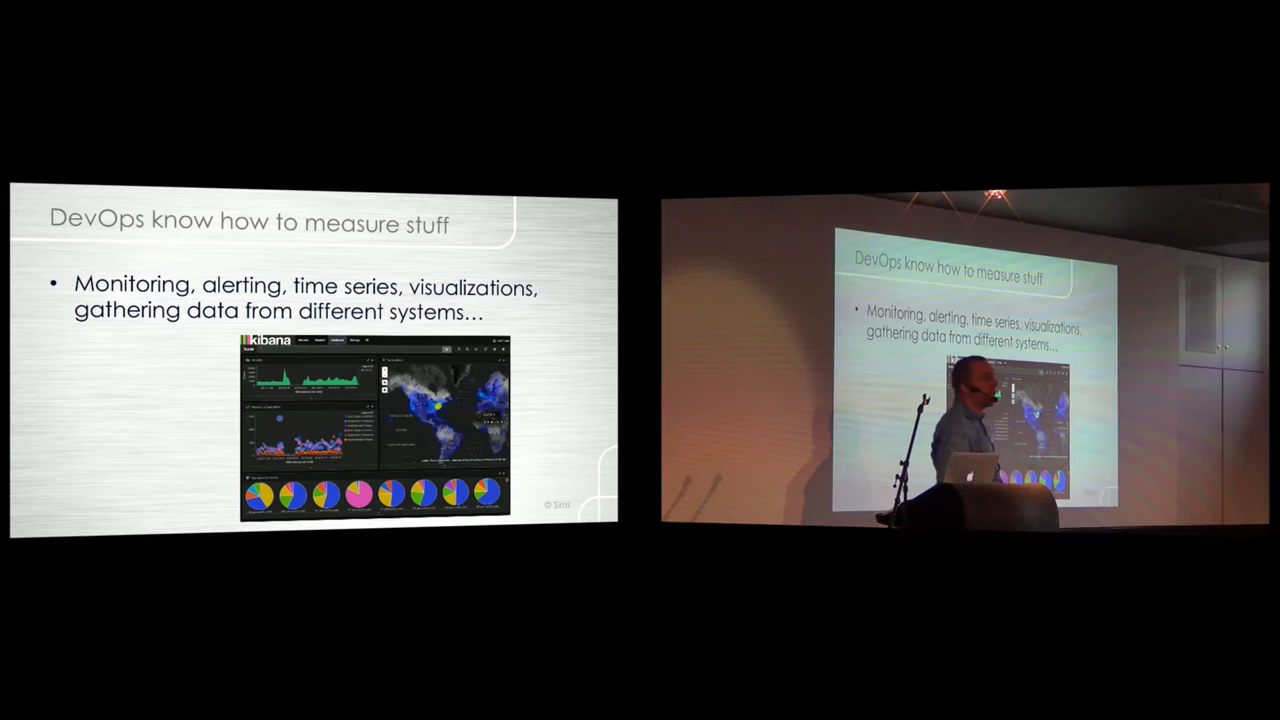 DevOps know how to measure stuff
• Monitoring, alerting, time series, visualizations,
gathering data from different systems...
kibana
© Sirris
DevOps know how to measure stuff
• Monitoring, alerting, time series, visualizations,
gathering data from different systems...